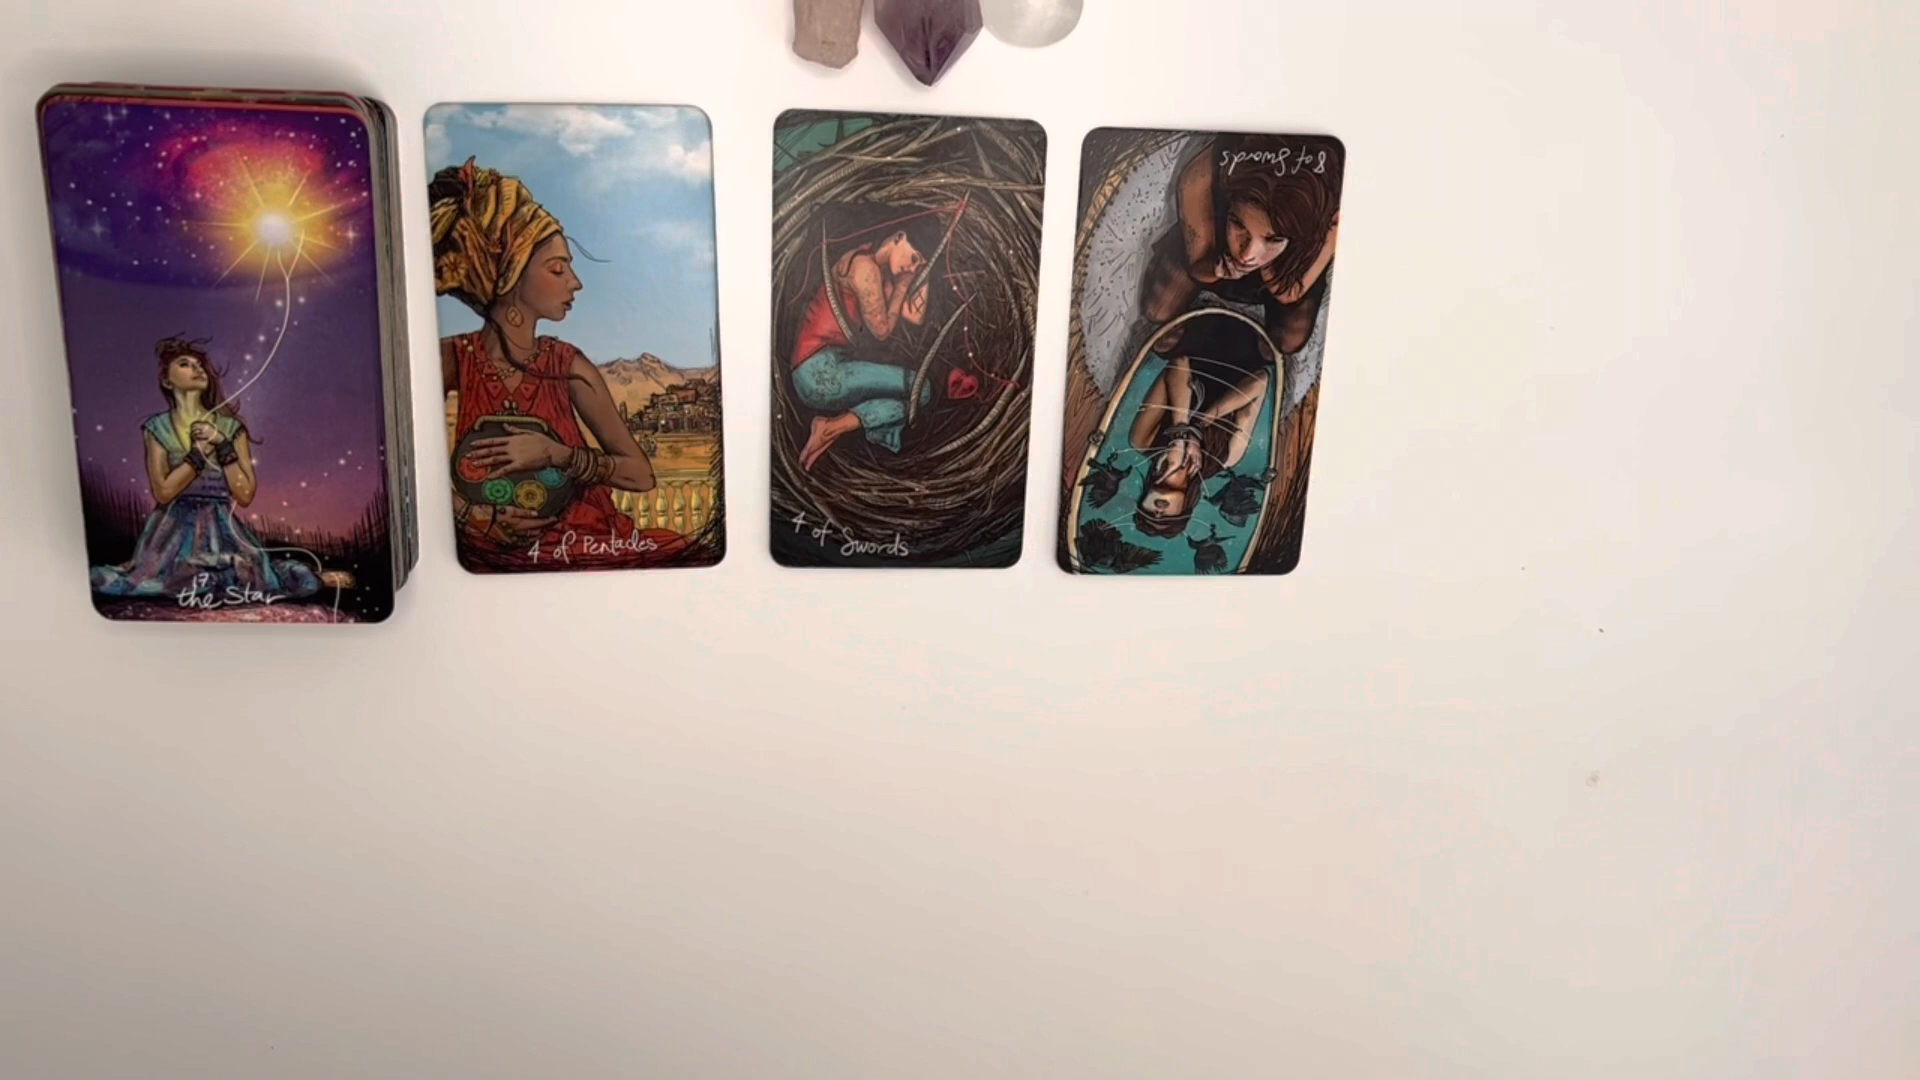 17
the Star
4 of Pentacles
4 of Swords
8 of Swords